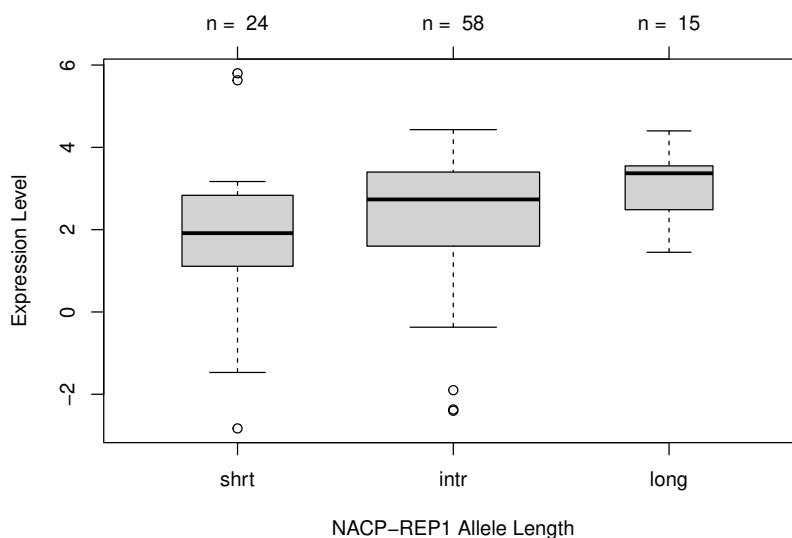 n = 24 n = 58 n = 15
6
4
2
0
−2
Expression Level
shrt intr long
NACP−REP1 Allele Length